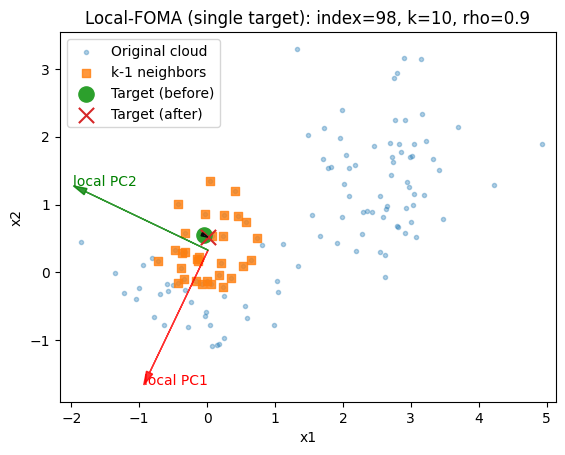 Local-FOMA (single target): index=98, k=10, rho=0.9
Original cloud
k-1 neighbors
Target (before)
Target (after)
local PC2
local PC1
x2
3
2
1
0
−1
−2
−1
0
1
2
3
4
5
x1